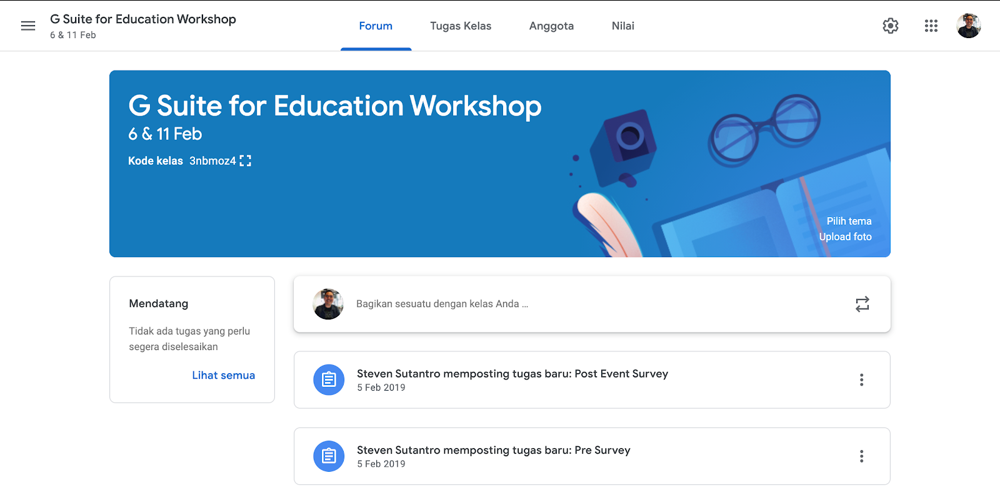 G Suite for Education Workshop
6 & 11 Feb
Forum
Tugas Kelas
Anggota
Nilai
G Suite for Education Workshop
6 & 11 Feb
Kode kelas 3nbmoz4
Pilih tema
Upload foto
Mendatang
Tidak ada tugas yang perlu
segera diselesaikan
Lihat semua
Bagikan sesuatu dengan kelas Anda ...
Steven Sutantro memposting tugas baru: Post Event Survey
5 Feb 2019
Steven Sutantro memposting tugas baru: Pre Survey
5 Feb 2019